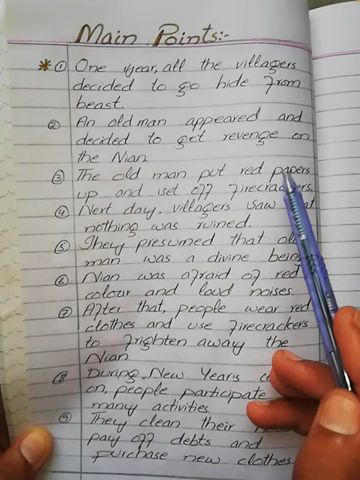 Main Points:-
* ① One year, all the villagers
decided to go hide from
beast.
② An old man appeared and
decided to get revenge on
the Nian
③ The old man put red papers
up and set off firecrackers.
④ Next day, villagers saw
nothing was ruined.
⑤ They presumed that old
man was a divine being
⑥ Nian was afraid of red
colour and loud noises.
⑦ After that, people wear red
clothes and use firecrackers
to frighten away the
Nian
⑧ During New Years
on, people participate
many activities
⑨ They clean their
pay off debts and
purchase new clothes.